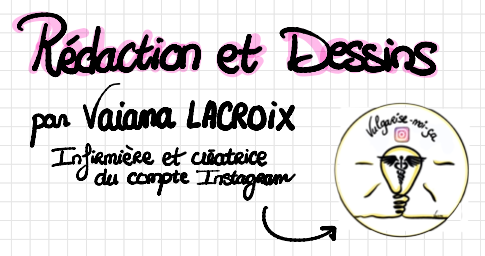 Rédaction et Dessins
par Vaiana LACROIX
Infirmière et créatrice
du compte Instagram
Vulgarise-moi-ça